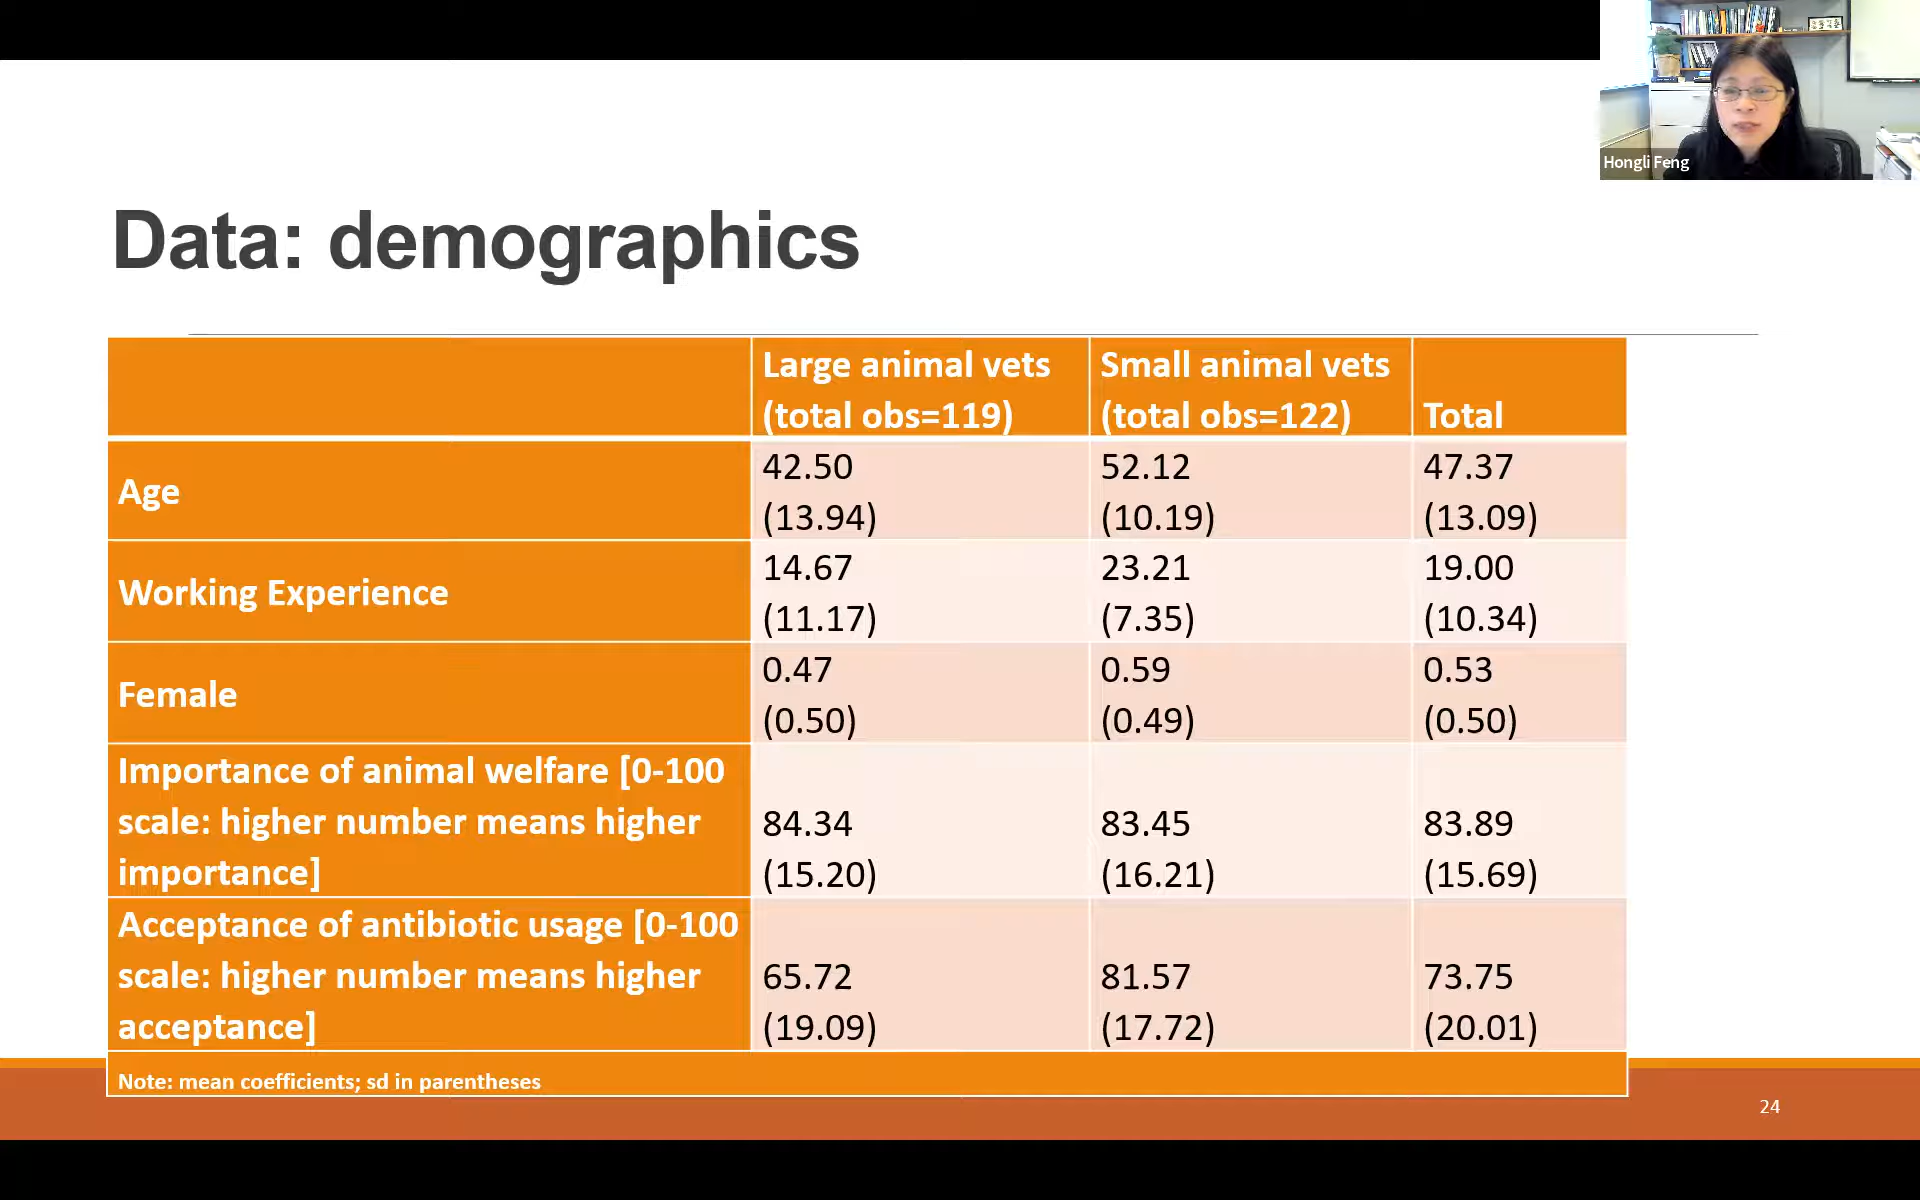 Hongli Feng
Data: demographics
Large animal vets
(total obs=119)
Small animal vets
(total obs=122)
Total
Age
42.50
(13.94)
52.12
(10.19)
47.37
(13.09)
Working Experience
14.67
(11.17)
23.21
(7.35)
19.00
(10.34)
Female
0.47
(0.50)
0.59
(0.49)
0.53
(0.50)
Importance of animal welfare [0-100
scale: higher number means higher
importance]
84.34
(15.20)
83.45
(16.21)
83.89
(15.69)
Acceptance of antibiotic usage [0-100
scale: higher number means higher
acceptance]
65.72
(19.09)
81.57
(17.72)
73.75
(20.01)
Note: mean coefficients; sd in parentheses
24